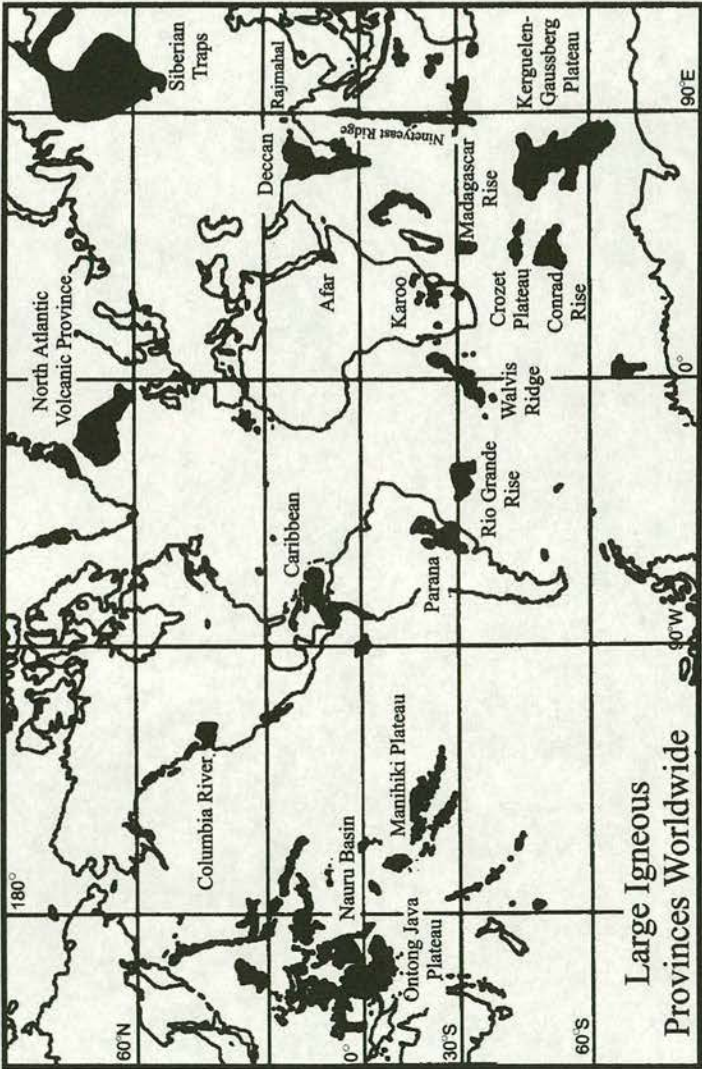 180°
90°W
0°
90°E
60°N
0°
30°S
60°S
North Atlantic
Volcanic Province
Siberian
Traps
Columbia River
Caribbean
Deccan
Rajmahal
Nauru Basin
Manihiki Plateau
Ontong Java
Plateau
Parana
Rio Grande
Rise
Walvis
Ridge
Afar
Karoo
Ninetyeast Ridge
Madagascar
Rise
Crozet
Plateau
Conrad
Rise
Kerguelen-
Gaussberg
Plateau
Large Igneous
Provinces Worldwide